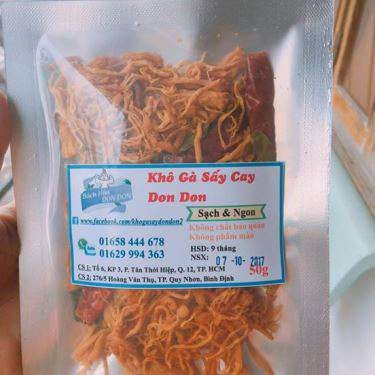 Khô Gà Sấy Cay
Don Don
Sạch & Ngon
Không chất bảo quản
Không phẩm màu
HSD: 9 tháng
NSX: 07 -10- 2017
50g
DON DON
www.facebook.com/khogasaydondon2
01658 444 678
01629 994 363
CS 1: Tổ 6, KP 3, P. Tân Thới Hiệp, Q. 12, TP. HCM
CS 2: 276/5 Hoàng Văn Thụ, TP. Quy Nhơn, Bình Định